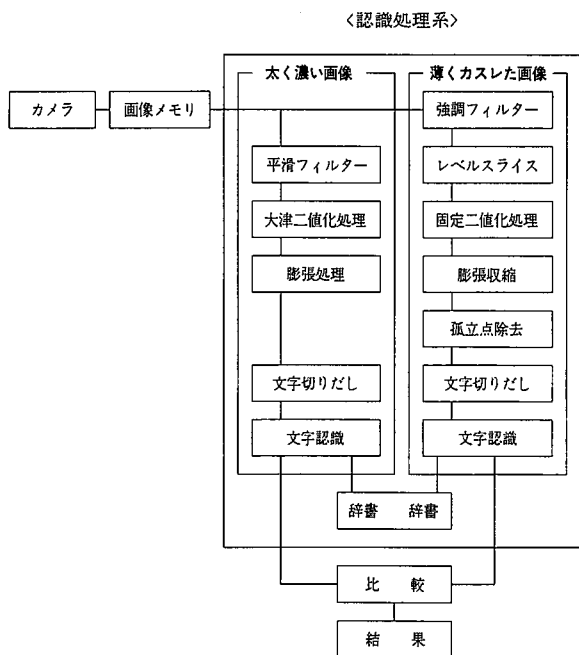 〈認識処理系〉
太く濃い画像
薄くカスレた画像
カメラ
画像メモリ
強調フィルター
平滑フィルター
レベルスライス
大津二値化処理
固定二値化処理
膨張処理
膨張収縮
孤立点除去
文字切りだし
文字切りだし
文字認識
文字認識
辞書 辞書
比 較
結 果